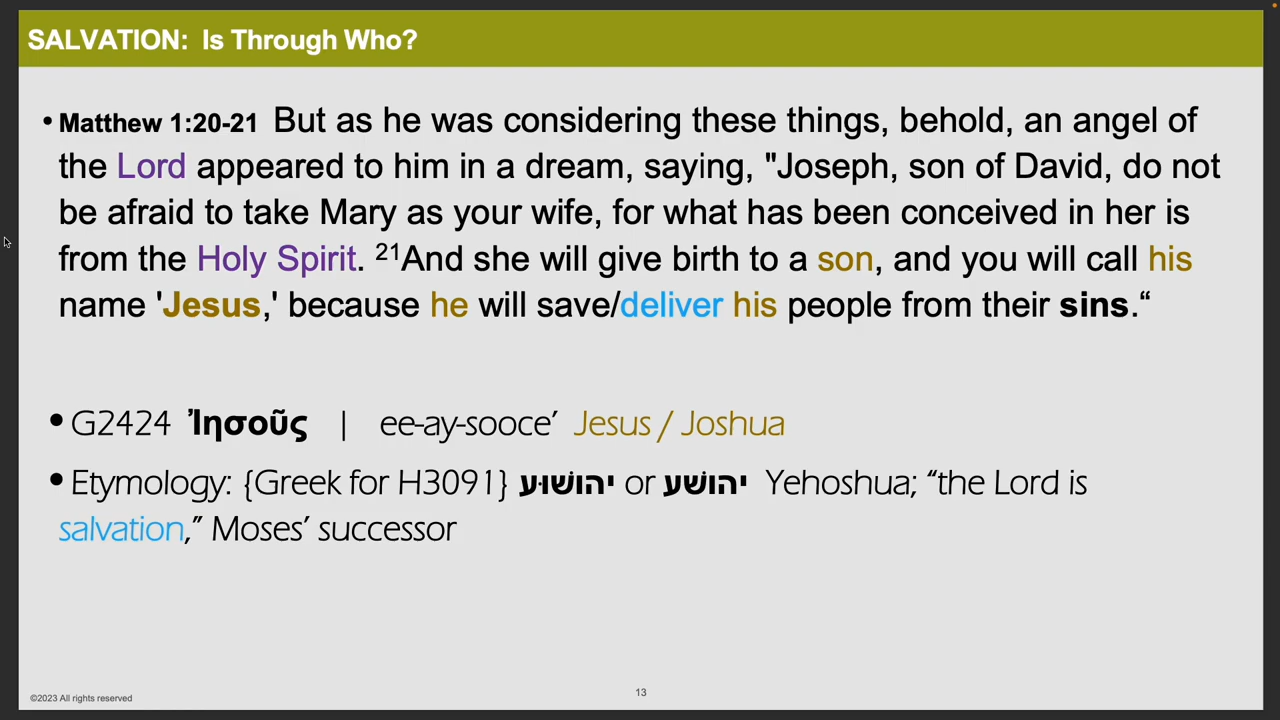 SALVATION:  Is Through Who?
• Matthew 1:20-21  But as he was considering these things, behold, an angel of
the Lord appeared to him in a dream, saying, "Joseph, son of David, do not
be afraid to take Mary as your wife, for what has been conceived in her is
from the Holy Spirit. ²¹And she will give birth to a son, and you will call his
name 'Jesus,' because he will save/deliver his people from their sins.“
• G2424  Ἰησοῦς  |  ee-ay-sooce’  Jesus / Joshua
• Etymology: {Greek for H3091} יהושׁוּע or יהושׁע  Yehoshua; “the Lord is
salvation,” Moses’ successor
©2023 All rights reserved
13